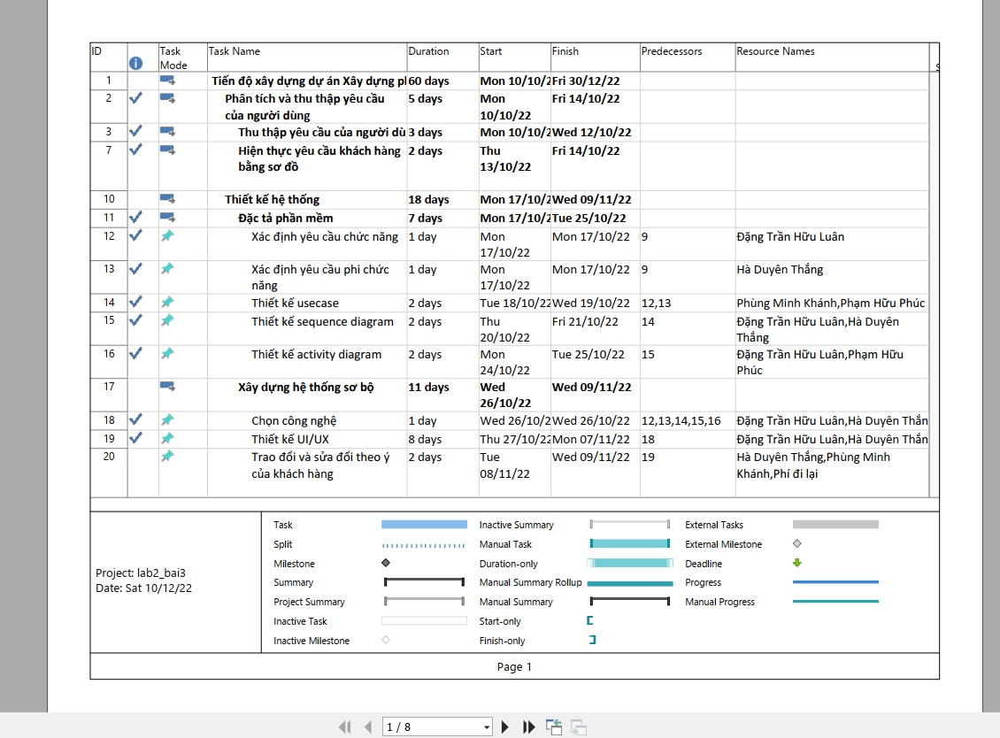 ID Task Mode Task Name Duration Start Finish Predecessors Resource Names
1 Tiến độ xây dựng dự án Xây dựng 60 days Mon 10/10/2 Fri 30/12/22
2 Phân tích và thu thập yêu cầu 5 days Mon Fri 14/10/22
của người dùng 10/10/22
3 Thu thập yêu cầu của người dù 3 days Mon 10/10/2 Wed 12/10/22
7 Hiện thực yêu cầu khách hàng 2 days Thu Fri 14/10/22
bằng sơ đồ 13/10/22
10 Thiết kế hệ thống 18 days Mon 17/10/2 Wed 09/11/22
11 Đặc tả phần mềm 7 days Mon 17/10/2 Tue 25/10/22
12 Xác định yêu cầu chức năng 1 day Mon Mon 17/10/22 9 Đặng Trần Hữu Luân
17/10/22
13 Xác định yêu cầu phi chức 1 day Mon Mon 17/10/22 9 Hà Duyên Thắng
năng 17/10/22
14 Thiết kế usecase 2 days Tue 18/10/22 Wed 19/10/22 12,13 Phùng Minh Khánh,Phạm Hữu Phúc
15 Thiết kế sequence diagram 2 days Thu Fri 21/10/22 14 Đặng Trần Hữu Luân,Hà Duyên
20/10/22 Thắng
16 Thiết kế activity diagram 2 days Mon Tue 25/10/22 15 Đặng Trần Hữu Luân,Phạm Hữu
24/10/22 Phúc
17 Xây dựng hệ thống sơ bộ 11 days Wed Wed 09/11/22
26/10/22
18 Chọn công nghệ 1 day Wed 26/10/2 Wed 26/10/22 12,13,14,15,16 Đặng Trần Hữu Luân,Hà Duyên Thắn
19 Thiết kế UI/UX 8 days Thu 27/10/22 Mon 07/11/22 18 Đặng Trần Hữu Luân,Hà Duyên Thắn
20 Trao đổi và sửa đổi theo ý 2 days Tue Wed 09/11/22 19 Hà Duyên Thắng,Phùng Minh
của khách hàng 08/11/22 Khánh,Phí đi lại
Project: lab2_bai3
Date: Sat 10/12/22
Task Inactive Summary External Tasks
Split Manual Task External Milestone
Milestone Duration-only Deadline
Summary Manual Summary Rollup Progress
Project Summary Manual Summary Manual Progress
Inactive Task Start-only
Inactive Milestone Finish-only
Page 1
1 / 8